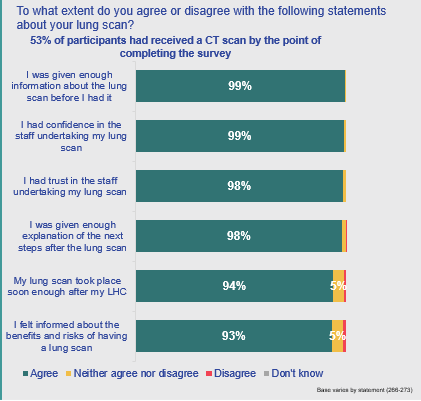 To what extent do you agree or disagree with the following statements
about your lung scan?
53% of participants had received a CT scan by the point of
completing the survey
I was given enough
information about the lung
scan before I had it
99%
I had confidence in the
staff undertaking my lung
scan
99%
I had trust in the staff
undertaking my lung scan
98%
I was given enough
explanation of the next
steps after the lung scan
98%
My lung scan took place
soon enough after my LHC
94% 5%
I felt informed about the
benefits and risks of having
a lung scan
93% 5%
Agree Neither agree nor disagree Disagree Don't know
Base varies by statement (266-273)